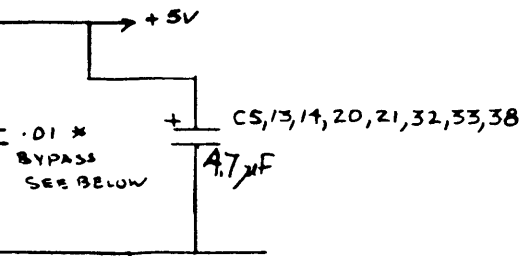 +5V
+ C5,13,14,20,21,32,33,38
.01 *
BYPASS
SEE BELOW
4.7µF